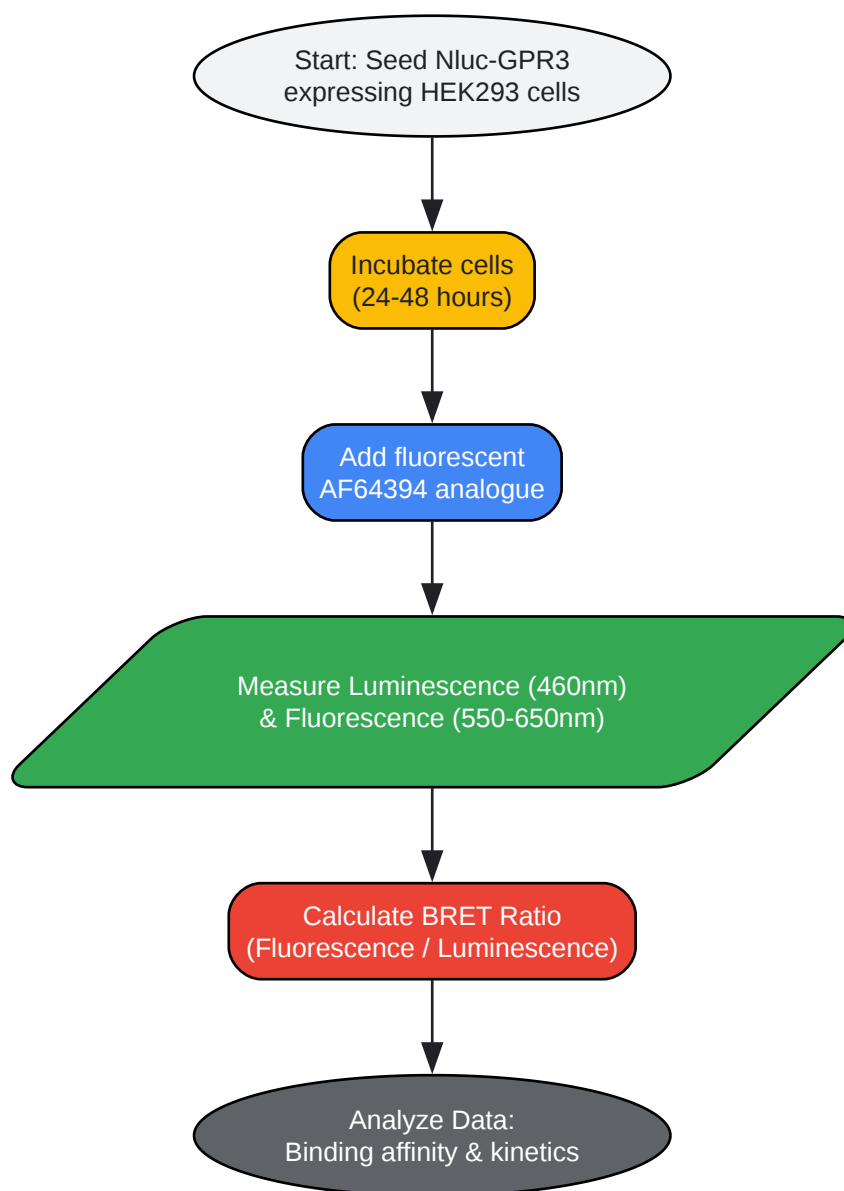 Start: Seed Nluc-GPR3
expressing HEK293 cells
Incubate cells
(24-48 hours)
Add fluorescent
AF64394 analogue
Measure Luminescence (460nm)
& Fluorescence (550-650nm)
Calculate BRET Ratio
(Fluorescence / Luminescence)
Analyze Data:
Binding affinity & kinetics